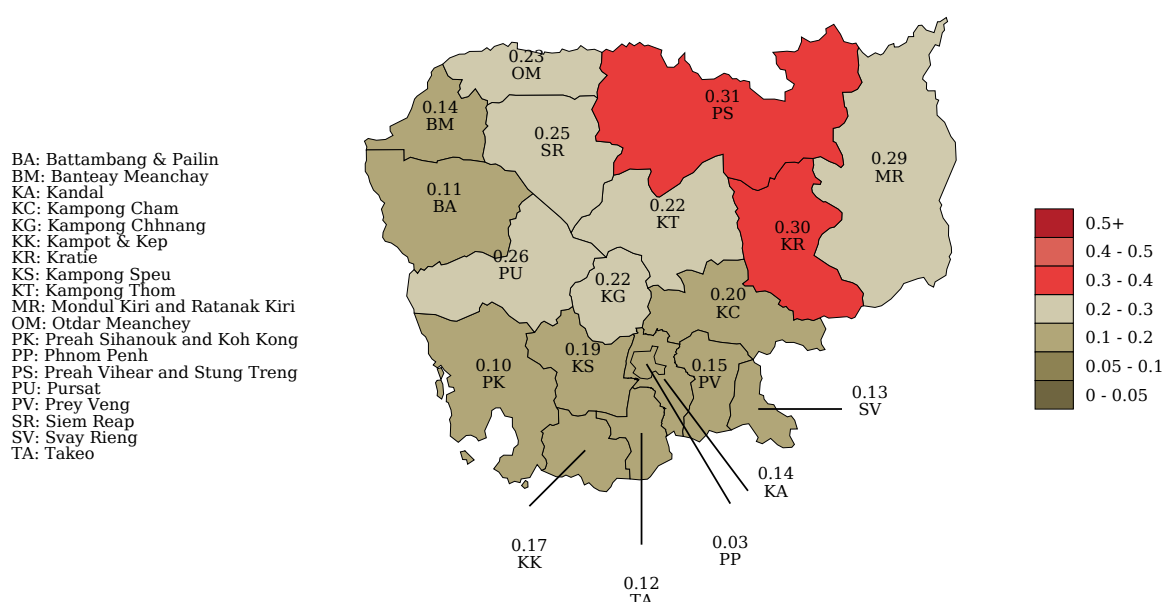 BA: Battambang & Pailin
BM: Banteay Meanchay
KA: Kandal
KC: Kampong Cham
KG: Kampong Chhnang
KK: Kampot & Kep
KR: Kratie
KS: Kampong Speu
KT: Kampong Thom
MR: Mondul Kiri and Ratanak Kiri
OM: Otdar Meanchey
PK: Preah Sihanouk and Koh Kong
PP: Phnom Penh
PS: Preah Vihear and Stung Treng
PU: Pursat
PV: Prey Veng
SR: Siem Reap
SV: Svay Rieng
TA: Takeo
0.23
OM
0.31
PS
0.14
BM
0.25
SR
0.29
MR
0.11
BA
0.22
KT
0.30
KR
0.26
PU
0.22
KG
0.20
KC
0.19
KS
0.10
PK
0.15
PV
0.13
SV
0.14
KA
0.17
KK
0.03
PP
0.12
TA
0.5+
0.4 - 0.5
0.3 - 0.4
0.2 - 0.3
0.1 - 0.2
0.05 - 0.1
0 - 0.05